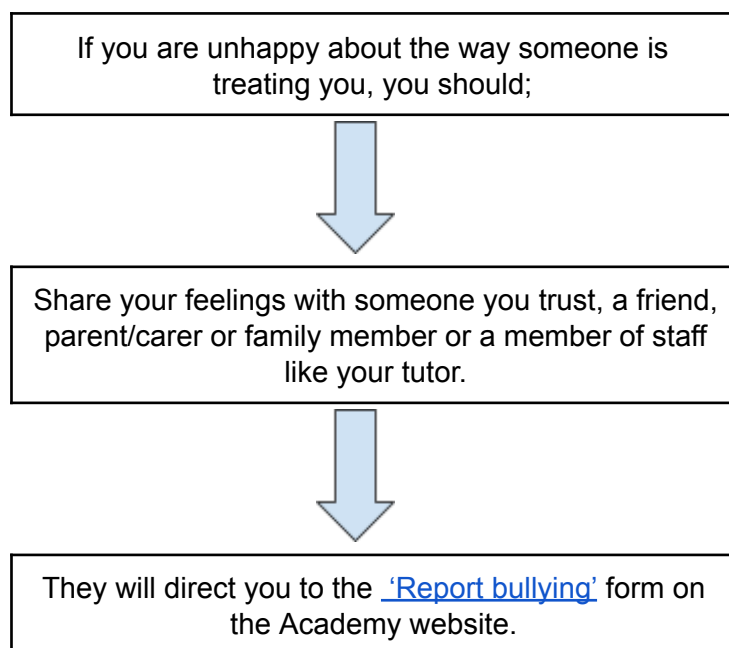 If you are unhappy about the way someone is
treating you, you should;
Share your feelings with someone you trust, a friend,
parent/carer or family member or a member of staff
like your tutor.
They will direct you to the ‘Report bullying’ form on
the Academy website.